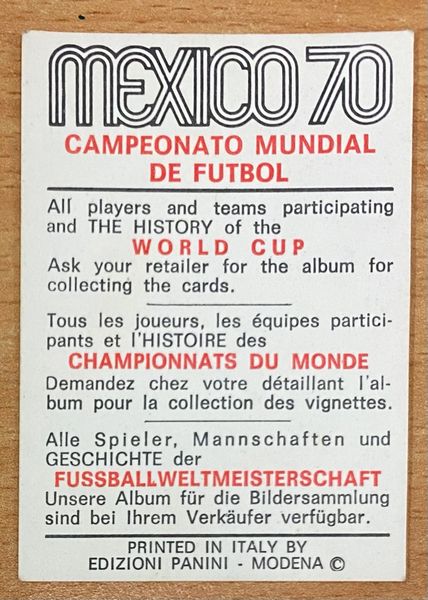 MEXICO 70
CAMPEONATO MUNDIAL
DE FUTBOL
All players and teams participating
and THE HISTORY of the
WORLD CUP
Ask your retailer for the album for
collecting the cards.
Tous les joueurs, les équipes partici-
pants et l'HISTOIRE des
CHAMPIONNATS DU MONDE
Demandez chez votre détaillant l'al-
bum pour la collection des vignettes.
Alle Spieler, Mannschaften und
GESCHICHTE der
FUSSBALLWELTMEISTERSCHAFT
Unsere Album für die Bildersammlung
sind bei Ihrem Verkäufer verfügbar.
PRINTED IN ITALY BY
EDIZIONI PANINI - MODENA ©